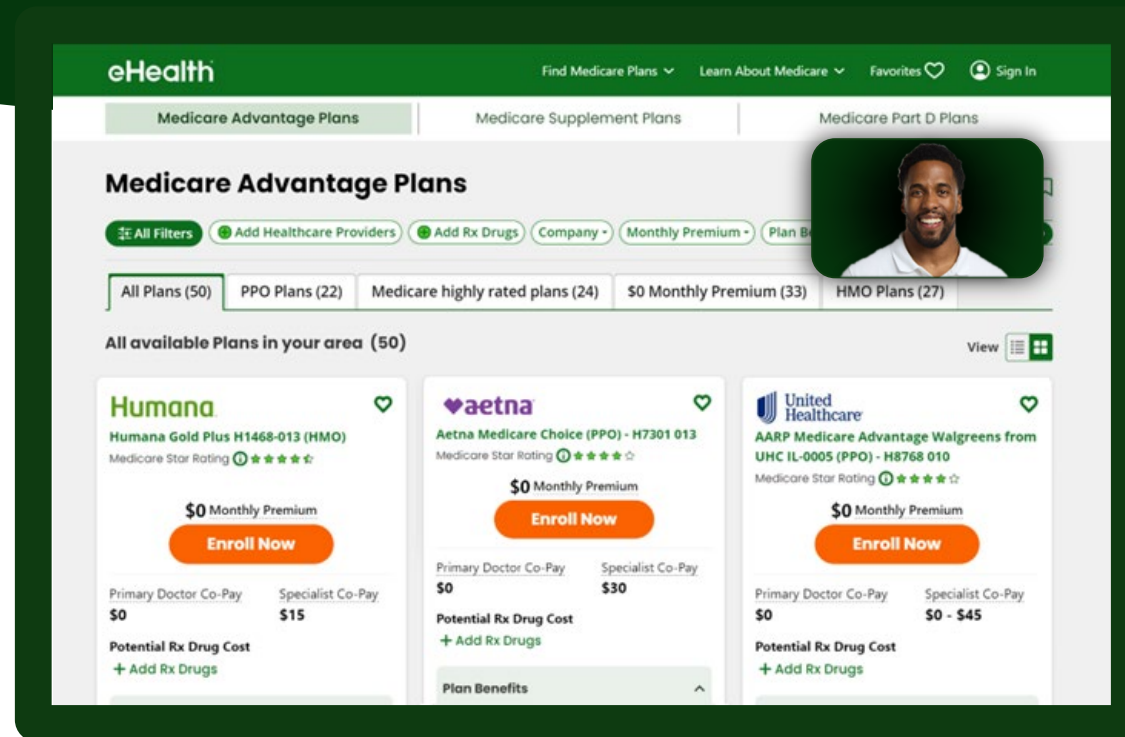 eHealth
Find Medicare Plans
Learn About Medicare
Favorites
Sign In
Medicare Advantage Plans
Medicare Supplement Plans
Medicare Part D Plans
Medicare Advantage Plans
All Filters
Add Healthcare Providers
Add Rx Drugs
Company
Monthly Premium
Plan
All Plans (50)
PPO Plans (22)
Medicare highly rated plans (24)
$0 Monthly Premium (33)
HMO Plans (27)
All available Plans in your area (50)
View
Humana
Humana Gold Plus H1468-013 (HMO)
Medicare Star Rating
$0 Monthly Premium
Enroll Now
Primary Doctor Co-Pay Specialist Co-Pay
$0 $15
Potential Rx Drug Cost
+ Add Rx Drugs
aetna
Aetna Medicare Choice (PPO) - H7301 013
Medicare Star Rating
$0 Monthly Premium
Enroll Now
Primary Doctor Co-Pay Specialist Co-Pay
$0 $30
Potential Rx Drug Cost
+ Add Rx Drugs
Plan Benefits
United
Healthcare
AARP Medicare Advantage Walgreens from
UHC IL-0005 (PPO) - H8768 010
Medicare Star Rating
$0 Monthly Premium
Enroll Now
Primary Doctor Co-Pay Specialist Co-Pay
$0 $0 - $45
Potential Rx Drug Cost
+ Add Rx Drugs